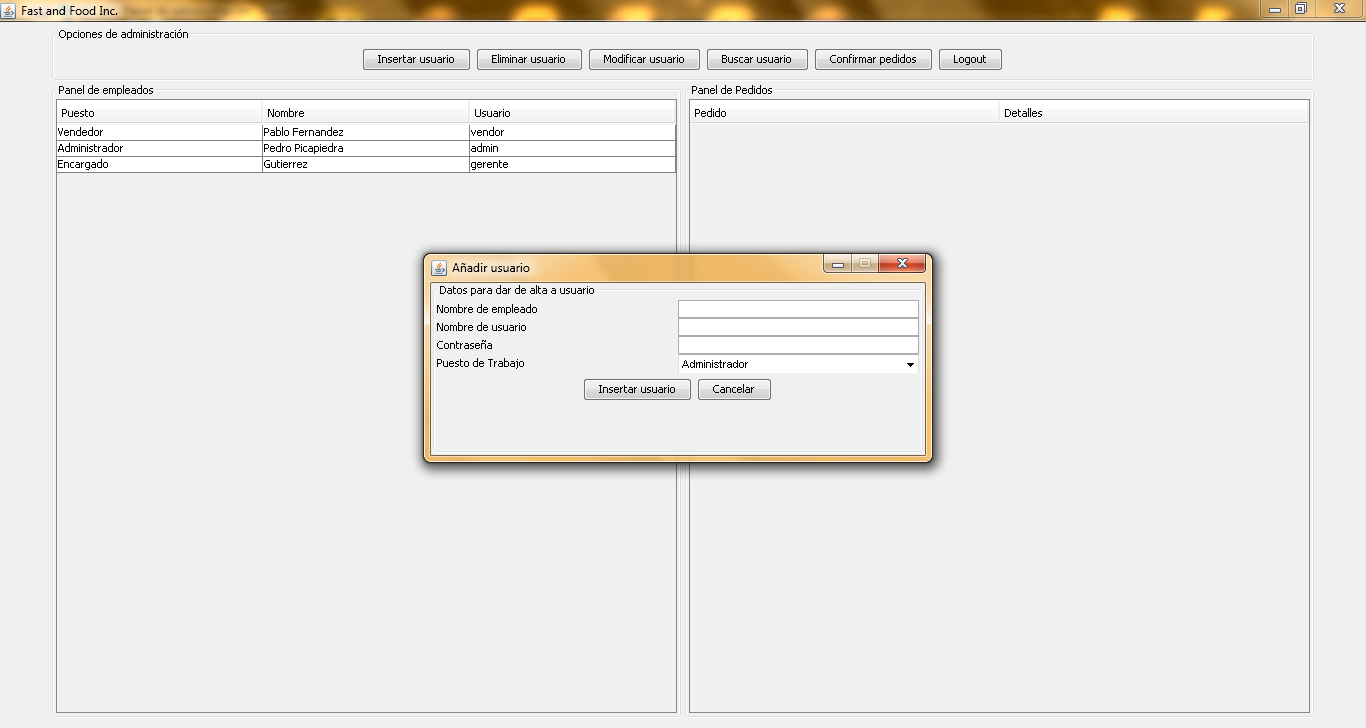 Fast and Food Inc.
Opciones de administración
Insertar usuario Eliminar usuario Modificar usuario Buscar usuario Confirmar pedidos Logout
Panel de empleados
Puesto Nombre Usuario
Vendedor Pablo Fernandez vendor
Administrador Pedro Picapiedra admin
Encargado Gutierrez gerente
Panel de Pedidos
Pedido Detalles
Añadir usuario
Datos para dar de alta a usuario
Nombre de empleado
Nombre de usuario
Contraseña
Puesto de Trabajo Administrador
Insertar usuario Cancelar